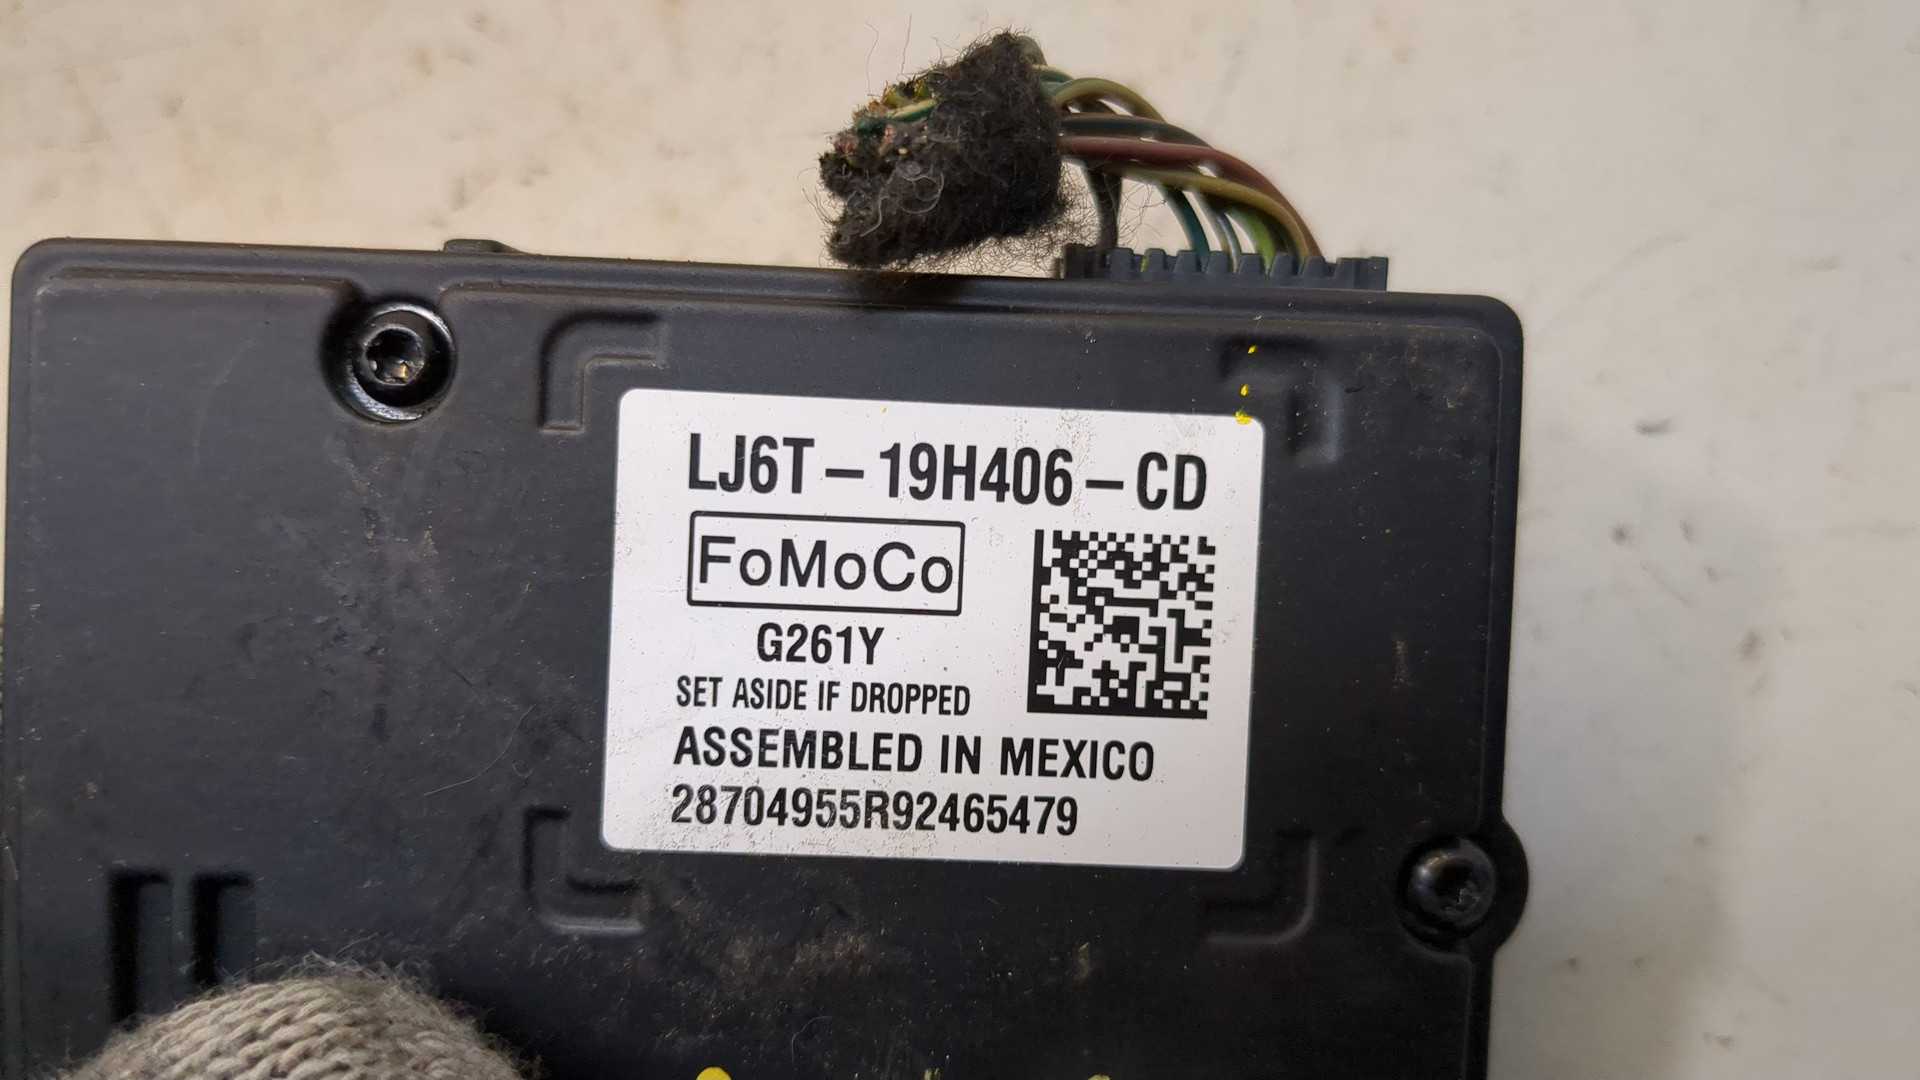 LJ6T-19H406-CD
FoMoCo
G261Y
SET ASIDE IF DROPPED
ASSEMBLED IN MEXICO
28704955R92465479